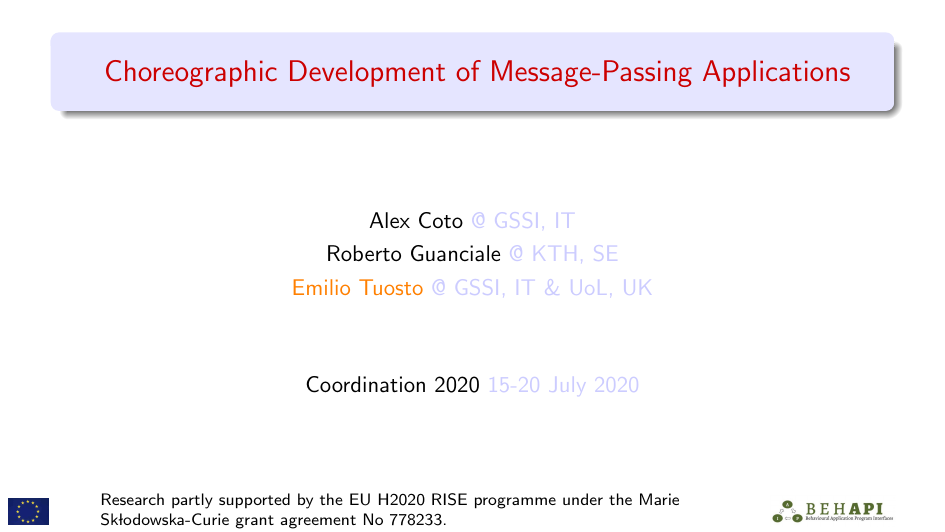 Choreographic Development of Message-Passing Applications
Alex Coto @ GSSI, IT
Roberto Guanciale @ KTH, SE
Emilio Tuosto @ GSSI, IT & UoL, UK
Coordination 2020 15-20 July 2020
Research partly supported by the EU H2020 RISE programme under the Marie
Skłodowska-Curie grant agreement No 778233.
BEHAPI
Behavioural Application Program Interfaces